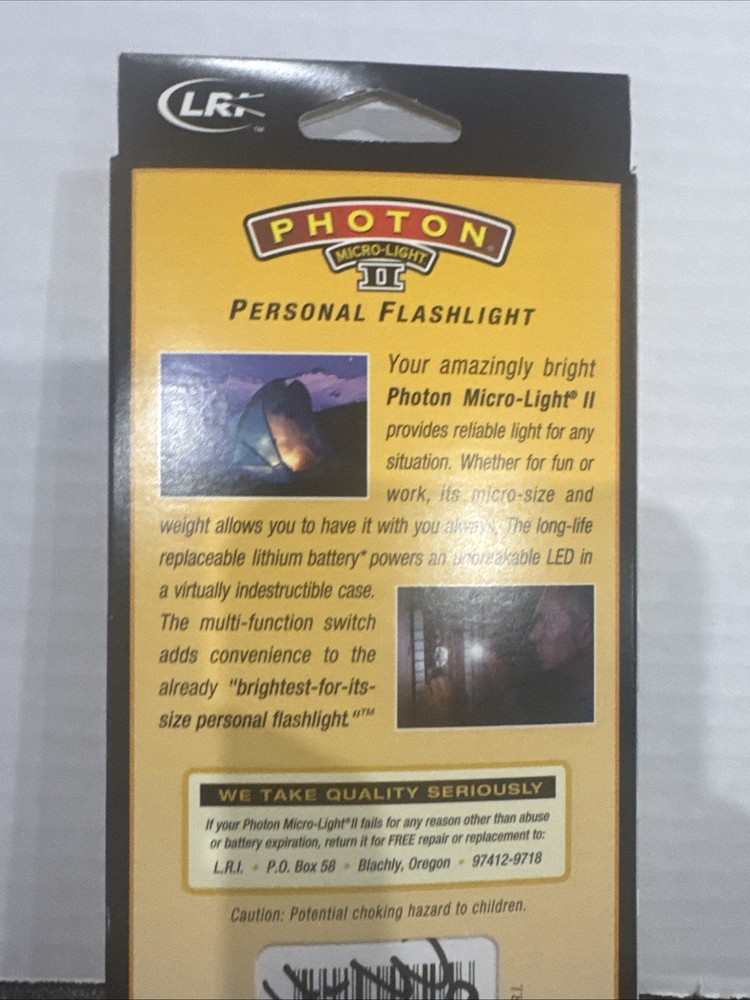 LRI
™
PHOTON®
MICRO-LIGHT
II
PERSONAL FLASHLIGHT
Your amazingly bright
Photon Micro-Light® II
provides reliable light for any
situation. Whether for fun or
work, its micro-size and
weight allows you to have it with you always. The long-life
replaceable lithium battery* powers an unbreakable LED in
a virtually indestructible case.
The multi-function switch
adds convenience to the
already "brightest-for-its-
size personal flashlight."™
WE TAKE QUALITY SERIOUSLY
If your Photon Micro-Light®II fails for any reason other than abuse
or battery expiration, return it for FREE repair or replacement to:
L.R.I. • P.O. Box 58 • Blachly, Oregon • 97412-9718
Caution: Potential choking hazard to children.